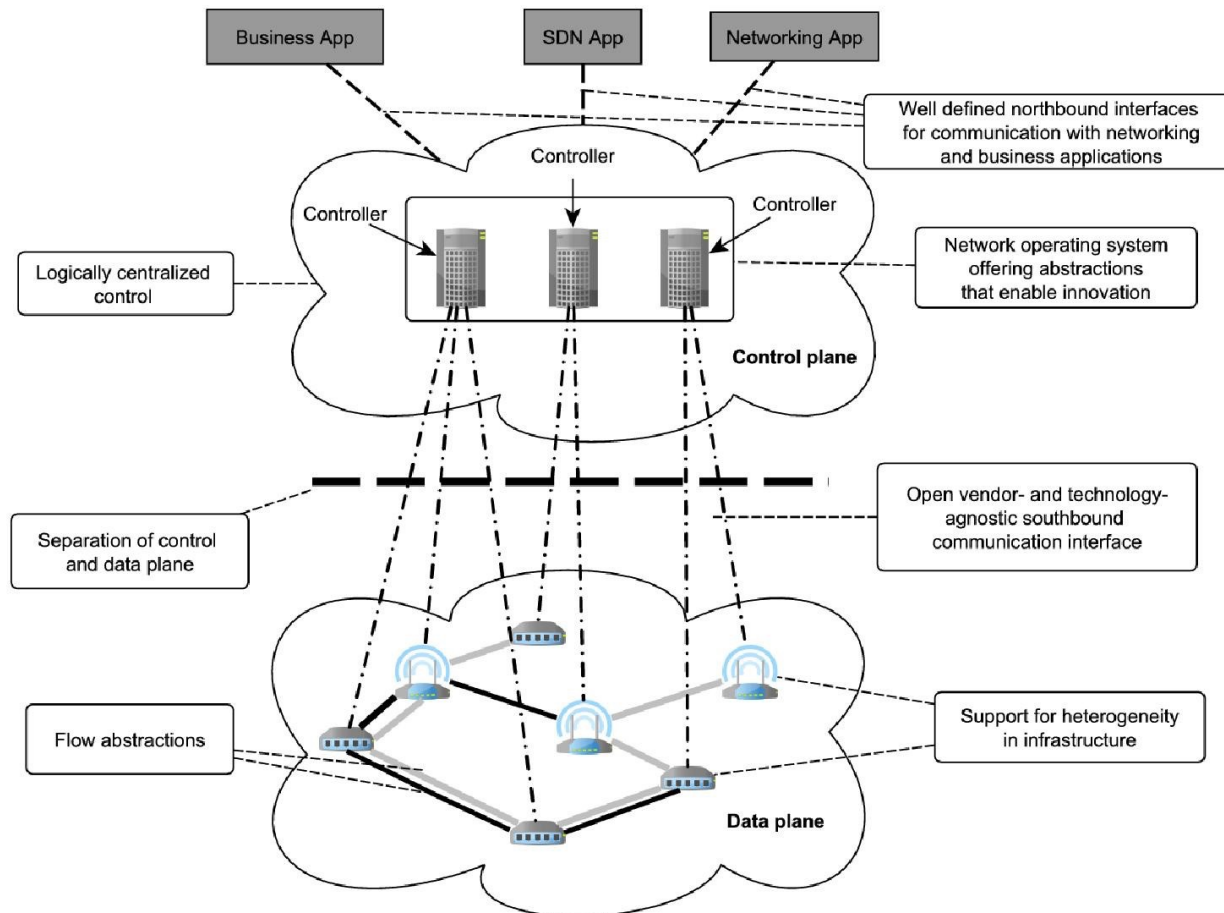 Business App
SDN App
Networking App
Well defined northbound interfaces
for communication with networking
and business applications
Controller
Controller
Controller
Logically centralized
control
Network operating system
offering abstractions
that enable innovation
Control plane
Separation of control
and data plane
Open vendor- and technology-
agnostic southbound
communication interface
Flow abstractions
Support for heterogeneity
in infrastructure
Data plane